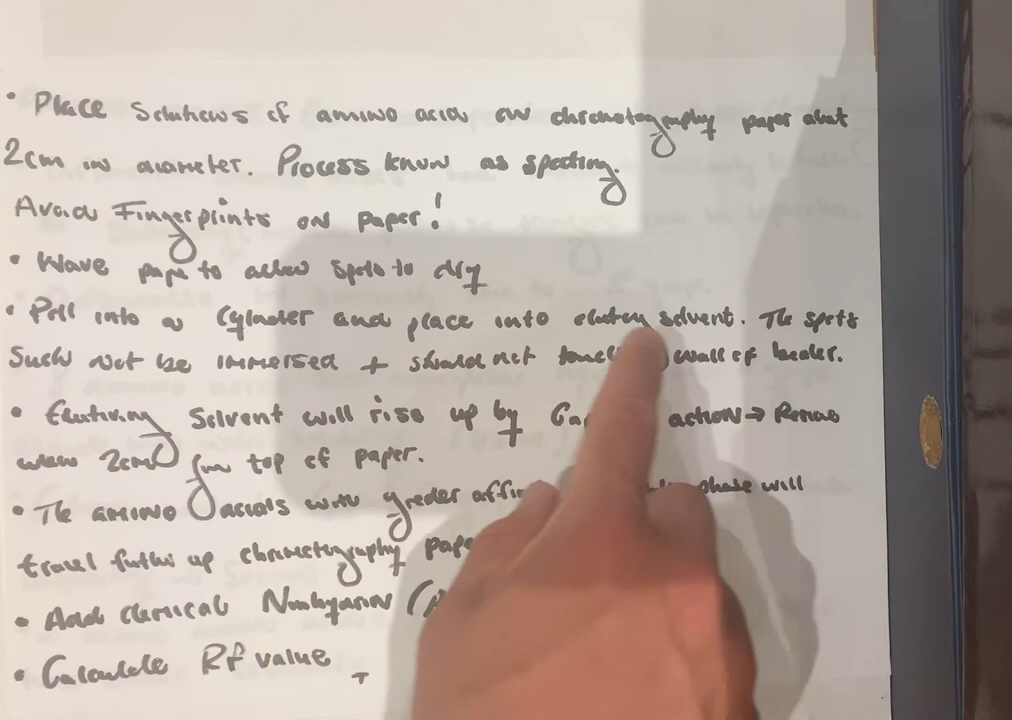 • Place Solutions of amino acid on chromatography paper about
2cm in diameter. Process known as spotting.
Avoid Fingerprints on paper!
• Wave paper to allow spots to dry
• Roll into a Cylinder and place into eluting solvent. The spots
Such not be immersed + should not touch wall of beaker.
• Eluting Solvent will rise up by action → Remove
when 2cm from top of paper.
• The amino acids with greater phase will
travel further up chromatography
• Add chemical
• Calculate Rf value